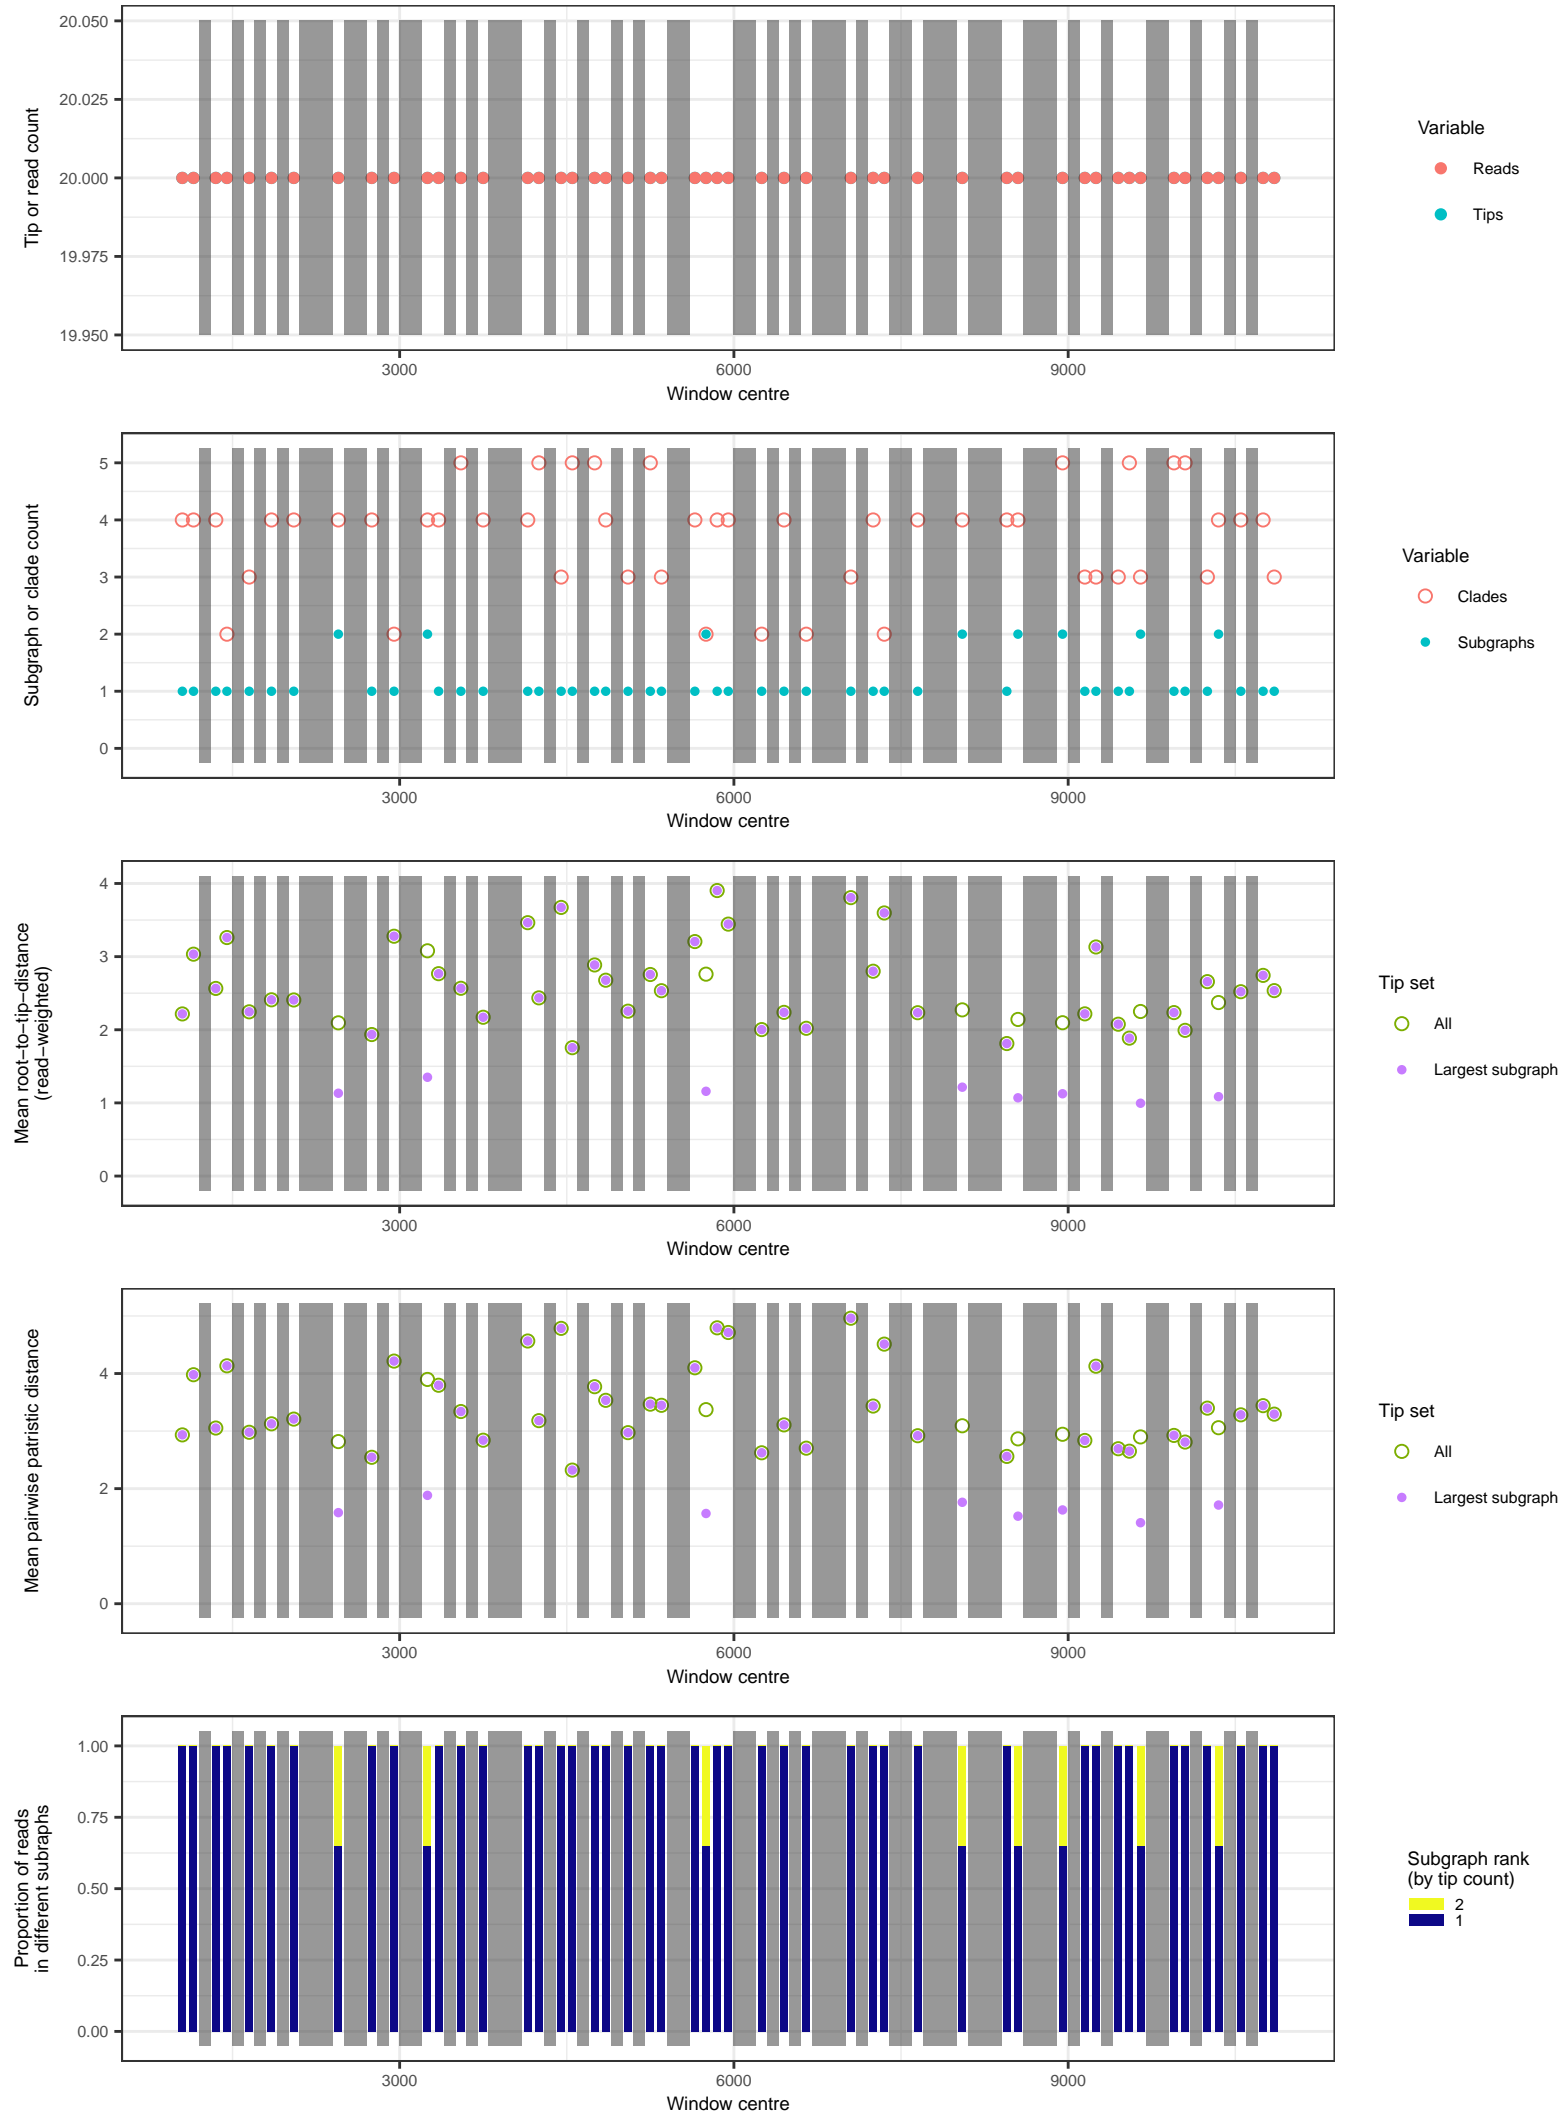 20.050
20.025
20.000
19.975
19.950
Tip or read count
3000
6000
9000
Window centre
Variable
Reads
Tips
5
4
3
2
1
0
Subgraph or clade count
3000
6000
9000
Window centre
Variable
Clades
Subgraphs
4
3
2
1
0
Mean root−to−tip−distance
(read−weighted)
3000
6000
9000
Window centre
Tip set
All
Largest subgraph
4
2
0
Mean pairwise patristic distance
3000
6000
9000
Window centre
Tip set
All
Largest subgraph
1.00
0.75
0.50
0.25
0.00
Proportion of reads
in different subraphs
3000
6000
9000
Window centre
Subgraph rank
(by tip count)
2
1